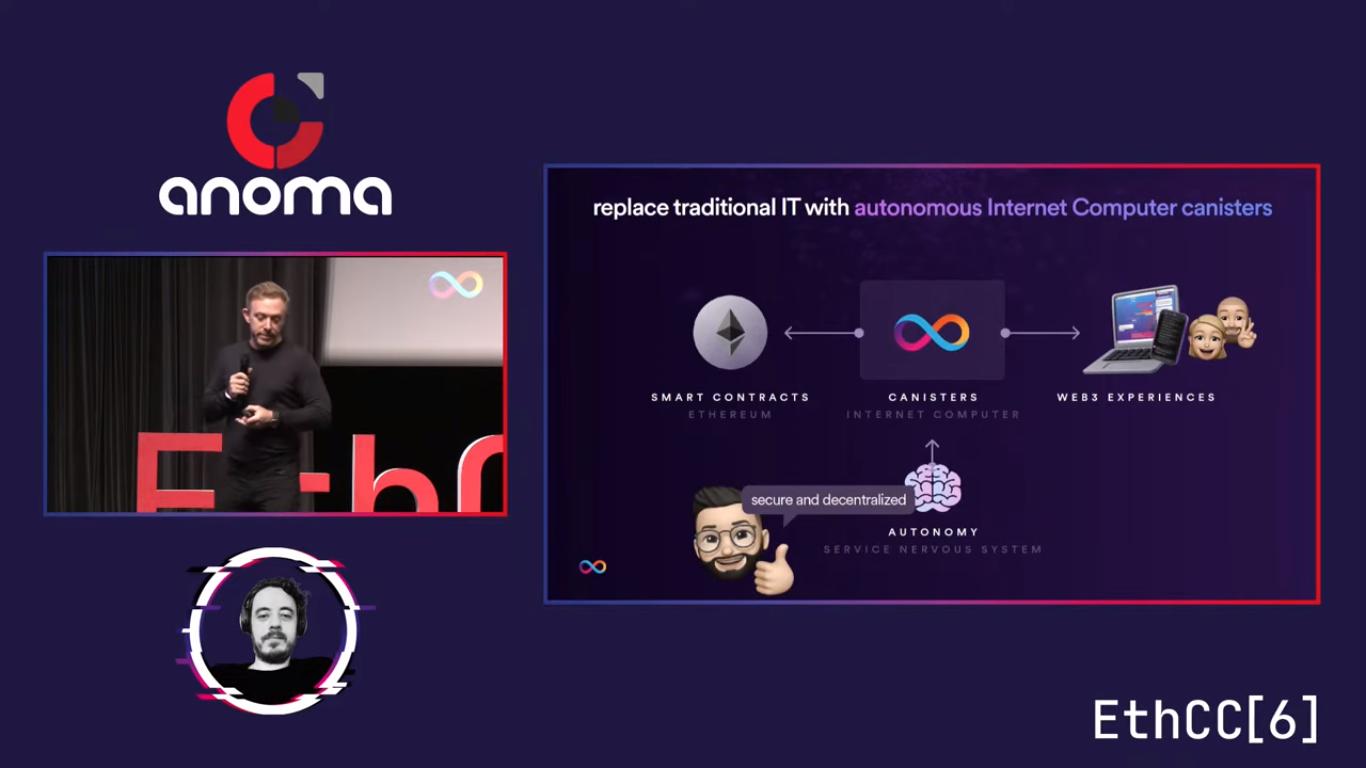 anoma
replace traditional IT with autonomous Internet Computer canisters
SMART CONTRACTS
ETHEREUM
CANISTERS
INTERNET COMPUTER
WEB3 EXPERIENCES
secure and decentralized
AUTONOMY
SERVICE NERVOUS SYSTEM
EthC
EthCC[6]